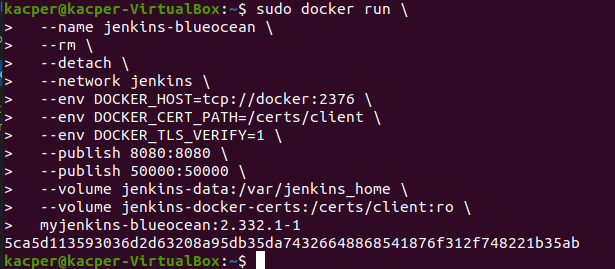 kacper@kacper-VirtualBox:~$ sudo docker run \
>   --name jenkins-blueocean \
>   --rm \
>   --detach \
>   --network jenkins \
>   --env DOCKER_HOST=tcp://docker:2376 \
>   --env DOCKER_CERT_PATH=/certs/client \
>   --env DOCKER_TLS_VERIFY=1 \
>   --publish 8080:8080 \
>   --publish 50000:50000 \
>   --volume jenkins-data:/var/jenkins_home \
>   --volume jenkins-docker-certs:/certs/client:ro \
>   myjenkins-blueocean:2.332.1-1
5ca5d113593036d2d63208a95db35da74326648868541876f312f748221b35ab
kacper@kacper-VirtualBox:~$